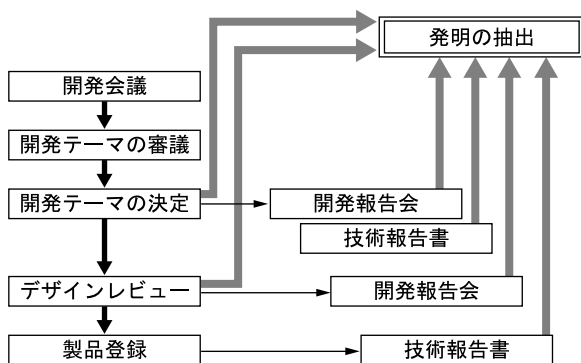 発明の抽出
開発会議
開発テーマの審議
開発テーマの決定
開発報告会
技術報告書
デザインレビュー
開発報告会
製品登録
技術報告書